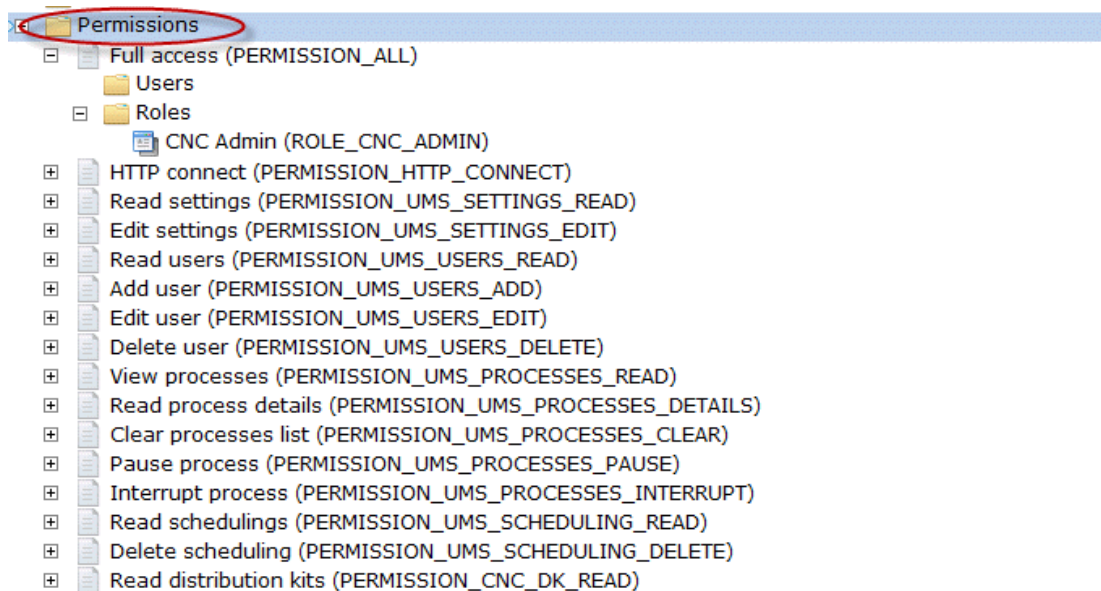 Permissions
Full access (PERMISSION_ALL)
Users
Roles
CNC Admin (ROLE_CNC_ADMIN)
HTTP connect (PERMISSION_HTTP_CONNECT)
Read settings (PERMISSION_UMS_SETTINGS_READ)
Edit settings (PERMISSION_UMS_SETTINGS_EDIT)
Read users (PERMISSION_UMS_USERS_READ)
Add user (PERMISSION_UMS_USERS_ADD)
Edit user (PERMISSION_UMS_USERS_EDIT)
Delete user (PERMISSION_UMS_USERS_DELETE)
View processes (PERMISSION_UMS_PROCESSES_READ)
Read process details (PERMISSION_UMS_PROCESSES_DETAILS)
Clear processes list (PERMISSION_UMS_PROCESSES_CLEAR)
Pause process (PERMISSION_UMS_PROCESSES_PAUSE)
Interrupt process (PERMISSION_UMS_PROCESSES_INTERRUPT)
Read schedulings (PERMISSION_UMS_SCHEDULING_READ)
Delete scheduling (PERMISSION_UMS_SCHEDULING_DELETE)
Read distribution kits (PERMISSION_CNC_DK_READ)